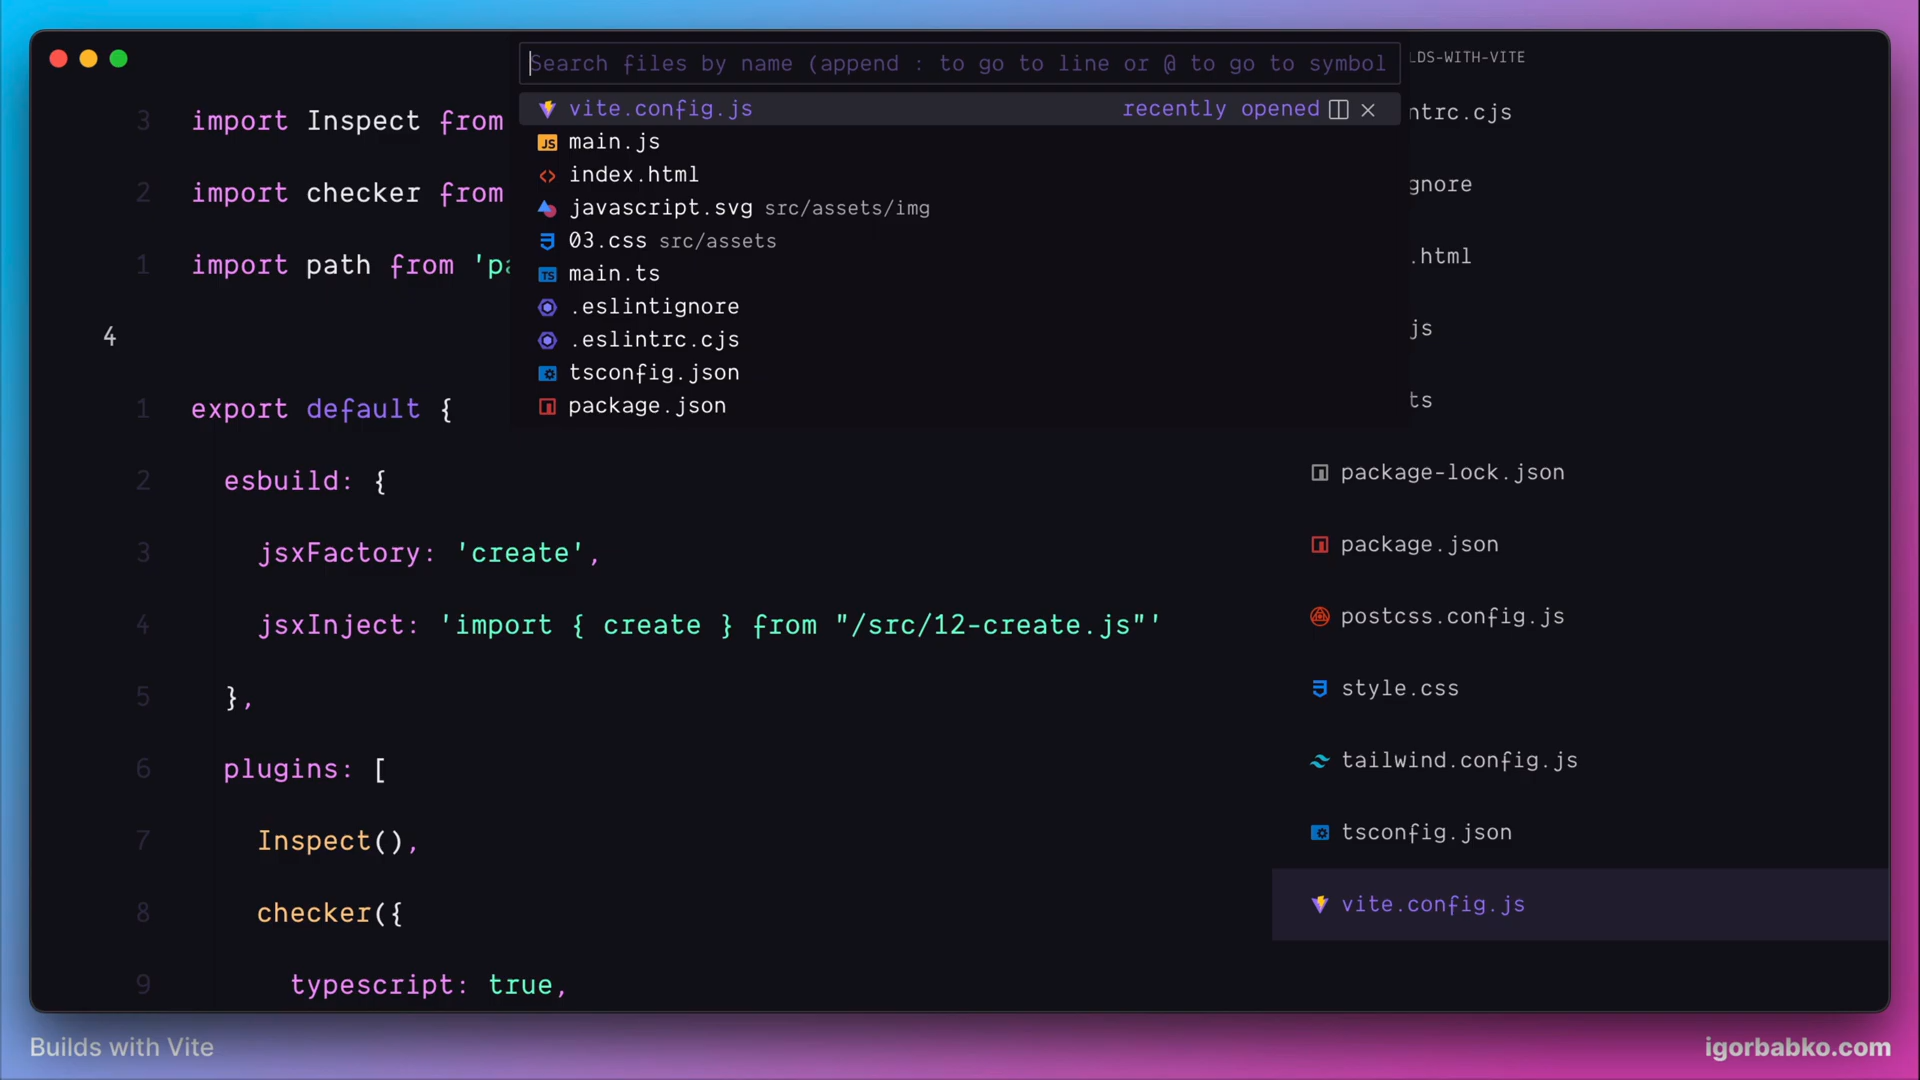 Search files by name (append : to go to line or @ to go to symbol
vite.config.js recently opened
main.js
index.html
javascript.svg src/assets/img
03.css src/assets
main.ts
.eslintignore
.eslintrc.cjs
tsconfig.json
package.json
3 import Inspect from
2 import checker from
1 import path from 'pa
4
1 export default {
2 esbuild: {
3 jsxFactory: 'create',
4 jsxInject: 'import { create } from "/src/12-create.js"'
5 },
6 plugins: [
7 Inspect(),
8 checker({
9 typescript: true,
LDS-WITH-VITE
ntrc.cjs
gnore
.html
js
ts
package-lock.json
package.json
postcss.config.js
style.css
tailwind.config.js
tsconfig.json
vite.config.js
Builds with Vite
igorbabko.com